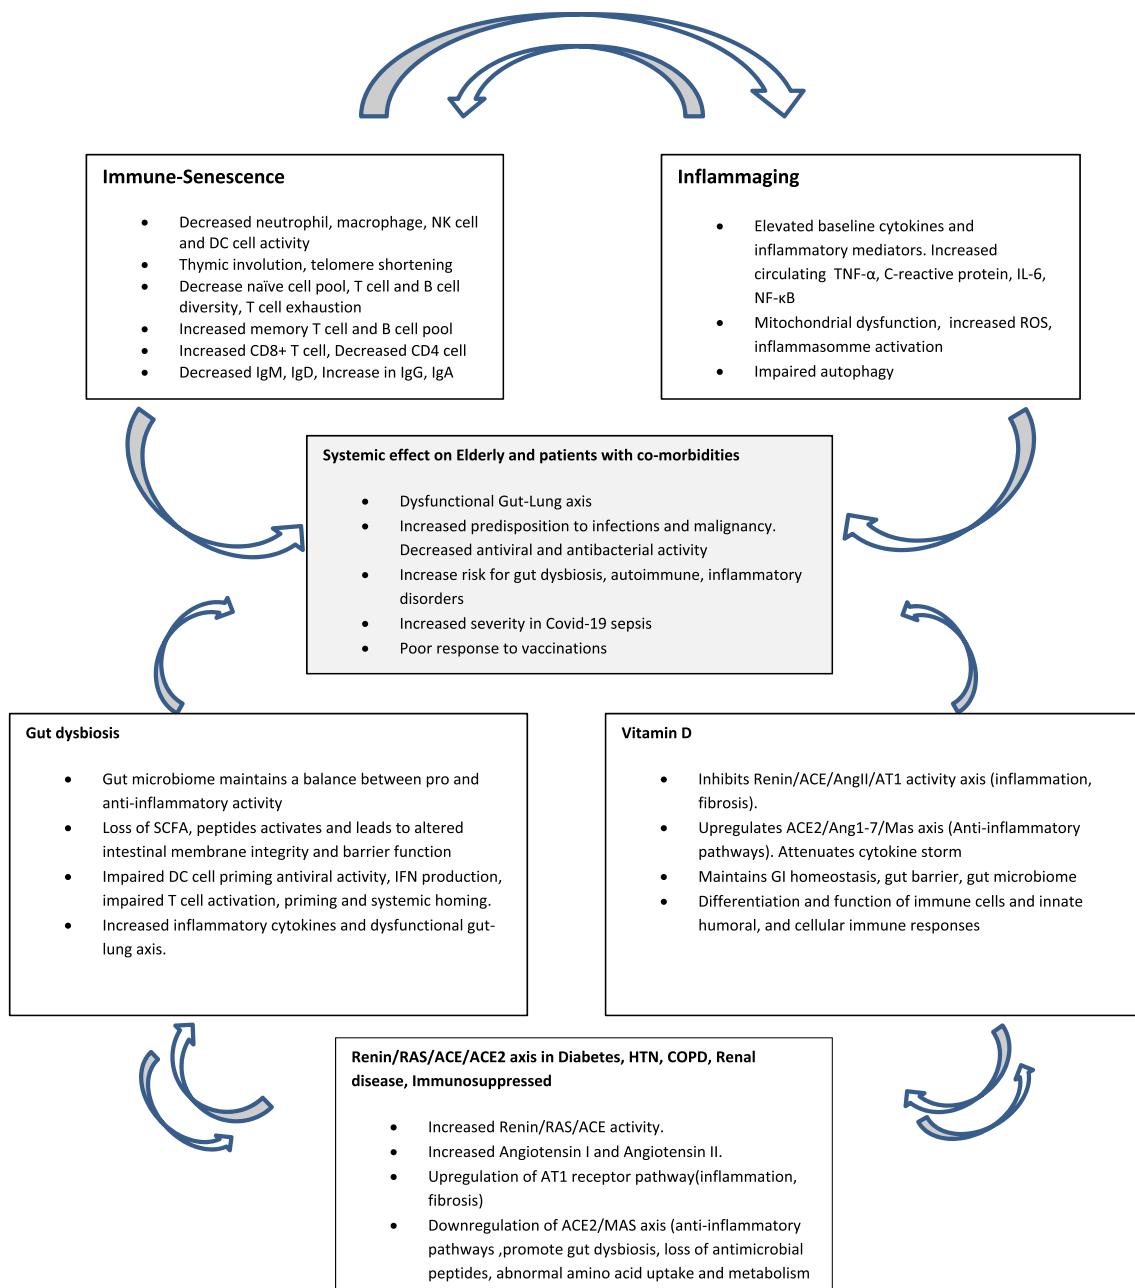 Immune-Senescence
• Decreased neutrophil, macrophage, NK cell
and DC cell activity
• Thymic involution, telomere shortening
• Decrease naïve cell pool, T cell and B cell
diversity, T cell exhaustion
• Increased memory T cell and B cell pool
• Increased CD8+ T cell, Decreased CD4 cell
• Decreased IgM, IgD, Increase in IgG, IgA
Inflammaging
• Elevated baseline cytokines and
inflammatory mediators. Increased
circulating TNF-α, C-reactive protein, IL-6,
NF-κB
• Mitochondrial dysfunction, increased ROS,
inflammasomme activation
• Impaired autophagy
Systemic effect on Elderly and patients with co-morbidities
• Dysfunctional Gut-Lung axis
• Increased predisposition to infections and malignancy.
Decreased antiviral and antibacterial activity
• Increase risk for gut dysbiosis, autoimmune, inflammatory
disorders
• Increased severity in Covid-19 sepsis
• Poor response to vaccinations
Gut dysbiosis
• Gut microbiome maintains a balance between pro and
anti-inflammatory activity
• Loss of SCFA, peptides activates and leads to altered
intestinal membrane integrity and barrier function
• Impaired DC cell priming antiviral activity, IFN production,
impaired T cell activation, priming and systemic homing.
• Increased inflammatory cytokines and dysfunctional gut-
lung axis.
Vitamin D
• Inhibits Renin/ACE/AngII/AT1 activity axis (inflammation,
fibrosis).
• Upregulates ACE2/Ang1-7/Mas axis (Anti-inflammatory
pathways). Attenuates cytokine storm
• Maintains GI homeostasis, gut barrier, gut microbiome
• Differentiation and function of immune cells and innate
humoral, and cellular immune responses
Renin/RAS/ACE/ACE2 axis in Diabetes, HTN, COPD, Renal
disease, Immunosuppressed
• Increased Renin/RAS/ACE activity.
• Increased Angiotensin I and Angiotensin II.
• Upregulation of AT1 receptor pathway(inflammation,
fibrosis)
• Downregulation of ACE2/MAS axis (anti-inflammatory
pathways ,promote gut dysbiosis, loss of antimicrobial
peptides, abnormal amino acid uptake and metabolism